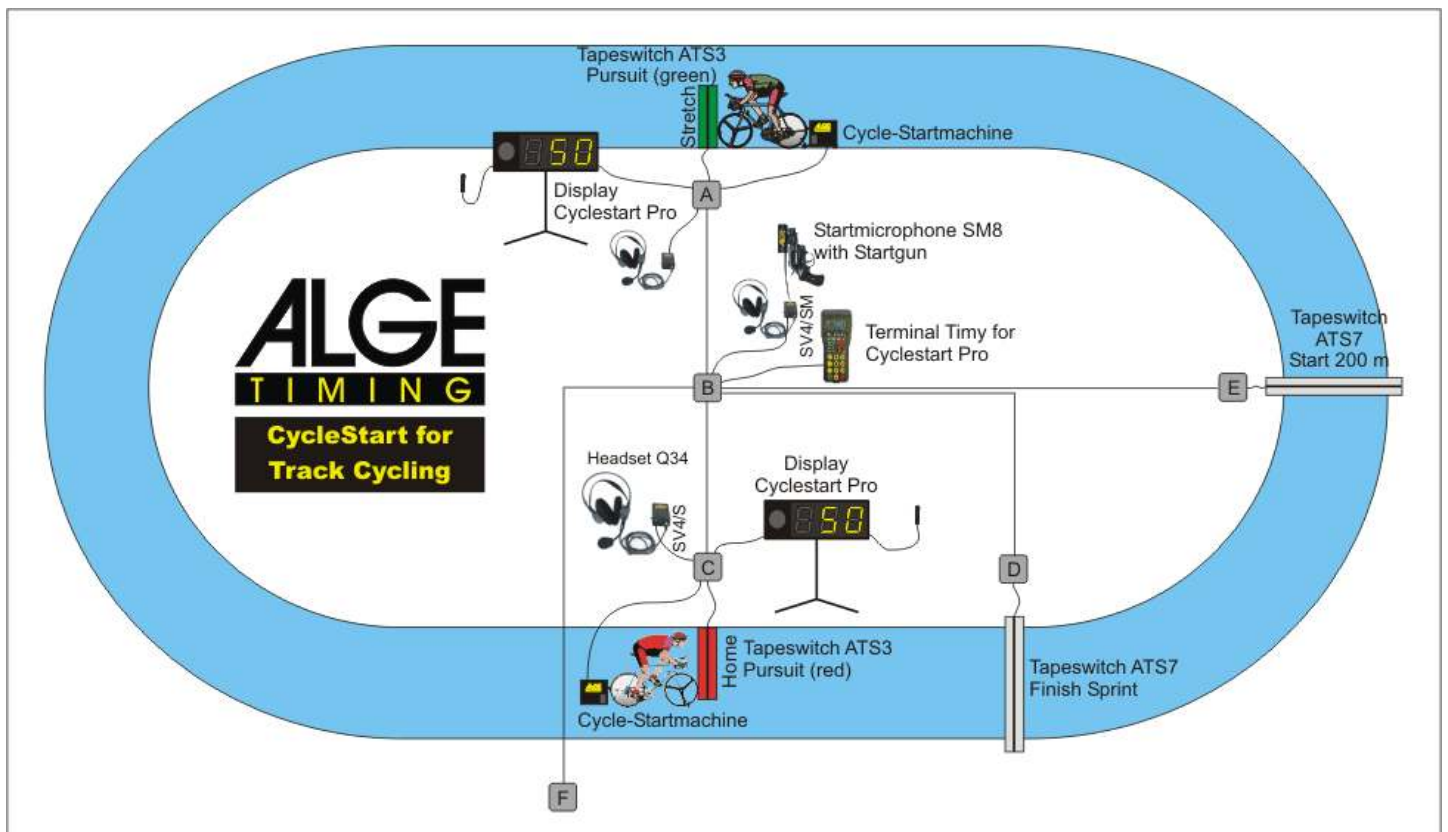 Tapeswitch ATS3
Pursuit (green)
Stretch
Cycle-Startmachine
50
Display
Cyclestart Pro
A
Startmicrophone SM8
with Startgun
SV4/SM
Terminal Timy for
Cyclestart Pro
ALGE
TIMING
CycleStart for
Track Cycling
Tapeswitch
ATS7
Start 200 m
B
E
Headset Q34
SV4/S
Display
Cyclestart Pro
50
C
D
Home
Tapeswitch ATS3
Pursuit (red)
Cycle-Startmachine
Tapeswitch ATS7
Finish Sprint
F